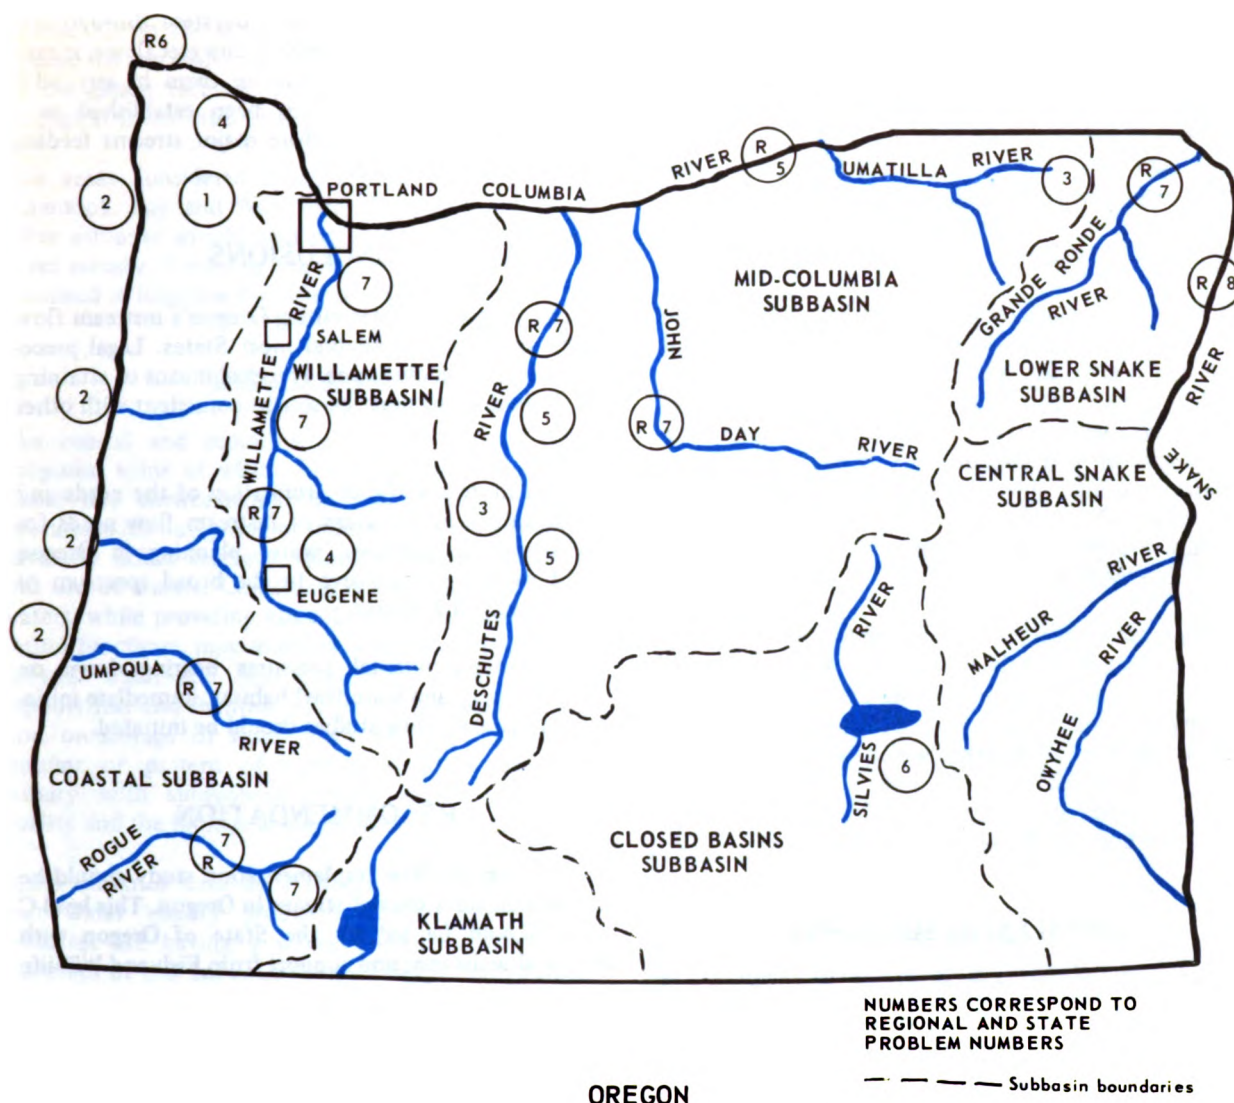 R6
4
2
1
PORTLAND
COLUMBIA
RIVER
R 5
UMATILLA
RIVER
3
R 7
7
RIVER
SALEM
WILLAMETTE
SUBBASIN
WILLAMETTE
R 7
RIVER
JOHN
MID-COLUMBIA
SUBBASIN
GRANDE RONDE
RIVER
R 8
LOWER SNAKE
SUBBASIN
RIVER
SNAKE
2
7
5
R 7
DAY
RIVER
CENTRAL SNAKE
SUBBASIN
R 7
3
2
4
5
EUGENE
2
UMPQUA
R 7
RIVER
DESCHUTES
RIVER
SILVIES
6
RIVER
MALHEUR
RIVER
OWYHEE
COASTAL SUBBASIN
ROGUE
RIVER
R 7
7
KLAMATH
SUBBASIN
CLOSED BASINS
SUBBASIN
NUMBERS CORRESPOND TO
REGIONAL AND STATE
PROBLEM NUMBERS
Subbasin boundaries
OREGON